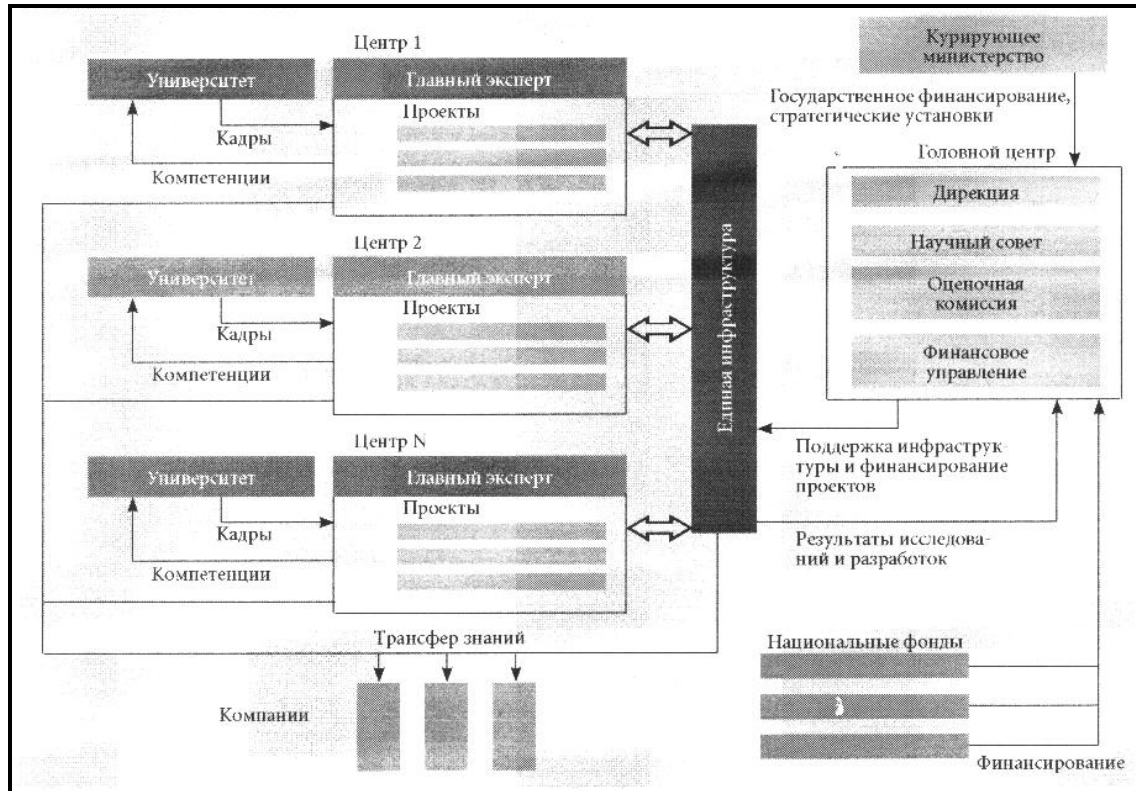 Центр 1
Университет
Главный эксперт
Проекты
Кадры
Компетенции
Центр 2
Университет
Главный эксперт
Проекты
Кадры
Компетенции
Центр N
Университет
Главный эксперт
Проекты
Кадры
Компетенции
Единая инфраструктура
Курирующее
министерство
Государственное финансирование,
стратегические установки
Головной центр
Дирекция
Научный совет
Оценочная
комиссия
Финансовое
управление
Поддержка инфраструк-
туры и финансирование
проектов
Результаты исследова-
ний и разработок
Трансфер знаний
Компании
Национальные фонды
Финансирование